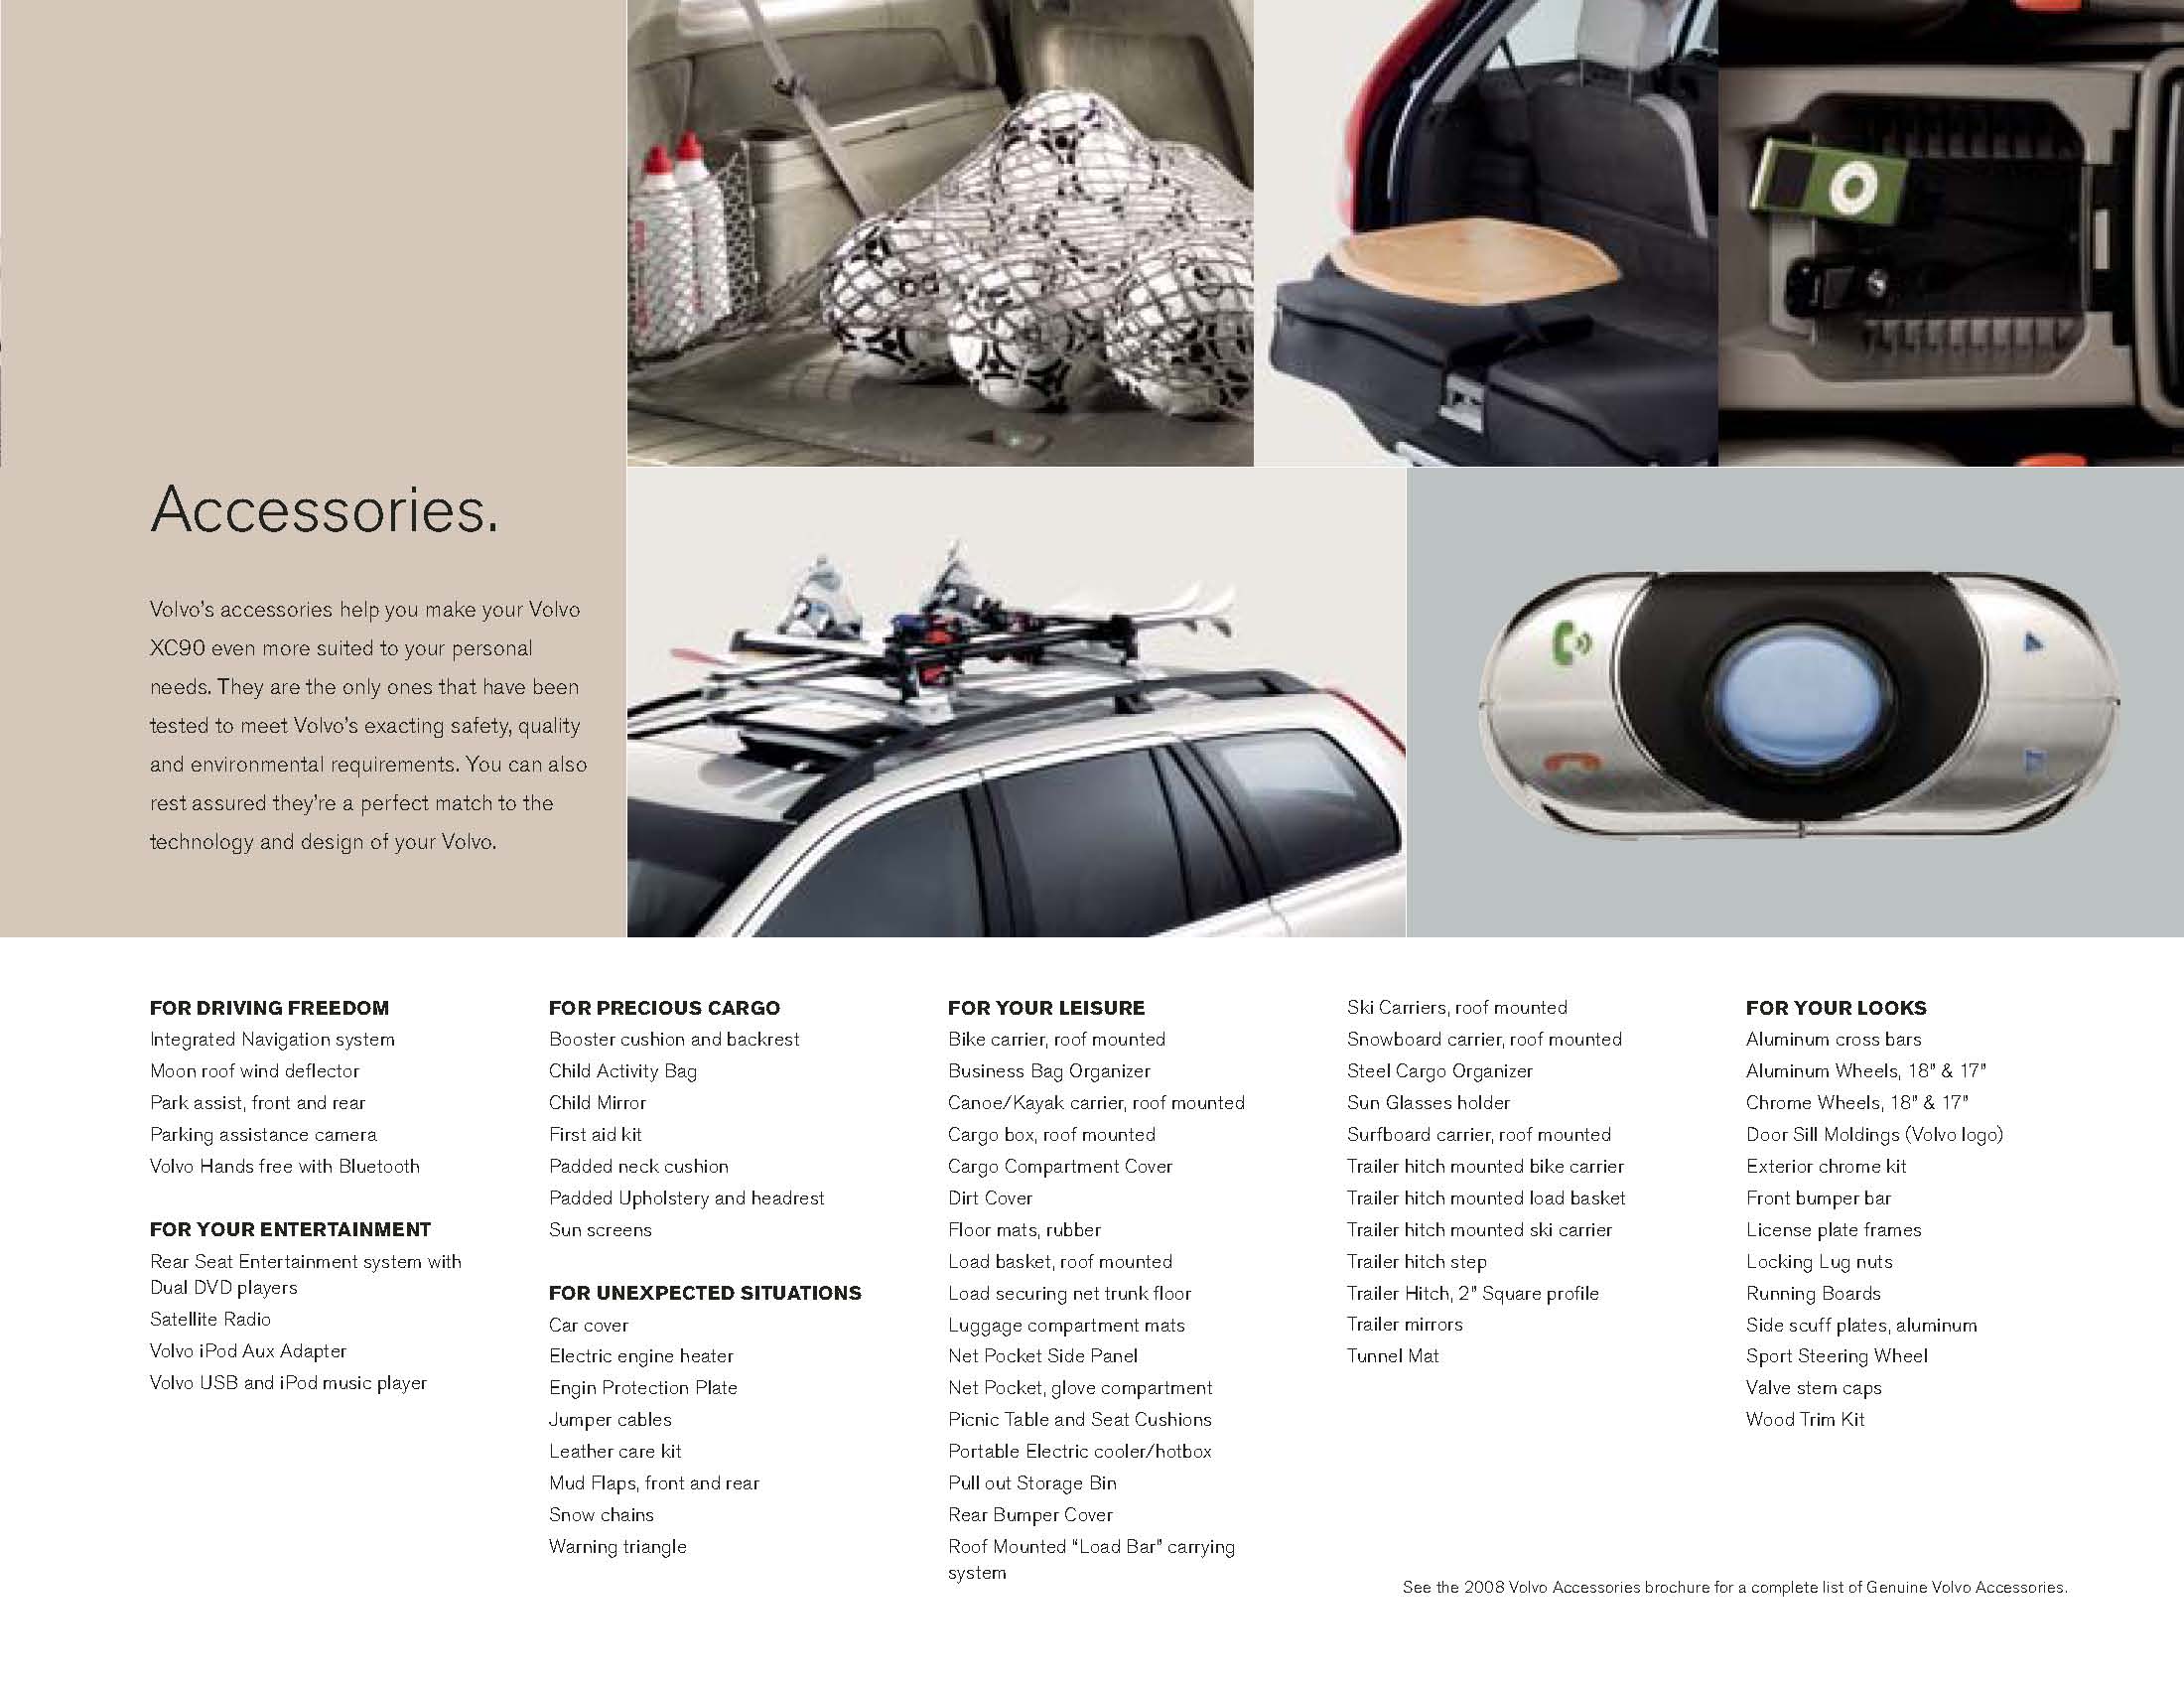 Accessories.
Volvo's accessories help you make your Volvo
XC90 even more suited to your personal
needs. They are the only ones that have been
tested to meet Volvo's exacting safety, quality
and environmental requirements. You can also
rest assured they're a perfect match to the
technology and design of your Volvo.
FOR DRIVING FREEDOM
Integrated Navigation system
Moon roof wind deflector
Park assist, front and rear
Parking assistance camera
Volvo Hands free with Bluetooth
FOR YOUR ENTERTAINMENT
Rear Seat Entertainment system with
Dual DVD players
Satellite Radio
Volvo iPod Aux Adapter
Volvo USB and iPod music player
FOR PRECIOUS CARGO
Booster cushion and backrest
Child Activity Bag
Child Mirror
First aid kit
Padded neck cushion
Padded Upholstery and headrest
Sun screens
FOR UNEXPECTED SITUATIONS
Car cover
Electric engine heater
Engin Protection Plate
Jumper cables
Leather care kit
Mud Flaps, front and rear
Snow chains
Warning triangle
FOR YOUR LEISURE
Bike carrier, roof mounted
Business Bag Organizer
Canoe/Kayak carrier, roof mounted
Cargo box, roof mounted
Cargo Compartment Cover
Dirt Cover
Floor mats, rubber
Load basket, roof mounted
Load securing net trunk floor
Luggage compartment mats
Net Pocket Side Panel
Net Pocket, glove compartment
Picnic Table and Seat Cushions
Portable Electric cooler/hotbox
Pull out Storage Bin
Rear Bumper Cover
Roof Mounted “Load Bar” carrying
system
Ski Carriers, roof mounted
Snowboard carrier, roof mounted
Steel Cargo Organizer
Sun Glasses holder
Surfboard carrier, roof mounted
Trailer hitch mounted bike carrier
Trailer hitch mounted load basket
Trailer hitch mounted ski carrier
Trailer hitch step
Trailer Hitch, 2” Square profile
Trailer mirrors
Tunnel Mat
FOR YOUR LOOKS
Aluminum cross bars
Aluminum Wheels, 18” & 17”
Chrome Wheels, 18” & 17”
Door Sill Moldings (Volvo logo)
Exterior chrome kit
Front bumper bar
License plate frames
Locking Lug nuts
Running Boards
Side scuff plates, aluminum
Sport Steering Wheel
Valve stem caps
Wood Trim Kit
See the 2008 Volvo Accessories brochure for a complete list of Genuine Volvo Accessories.